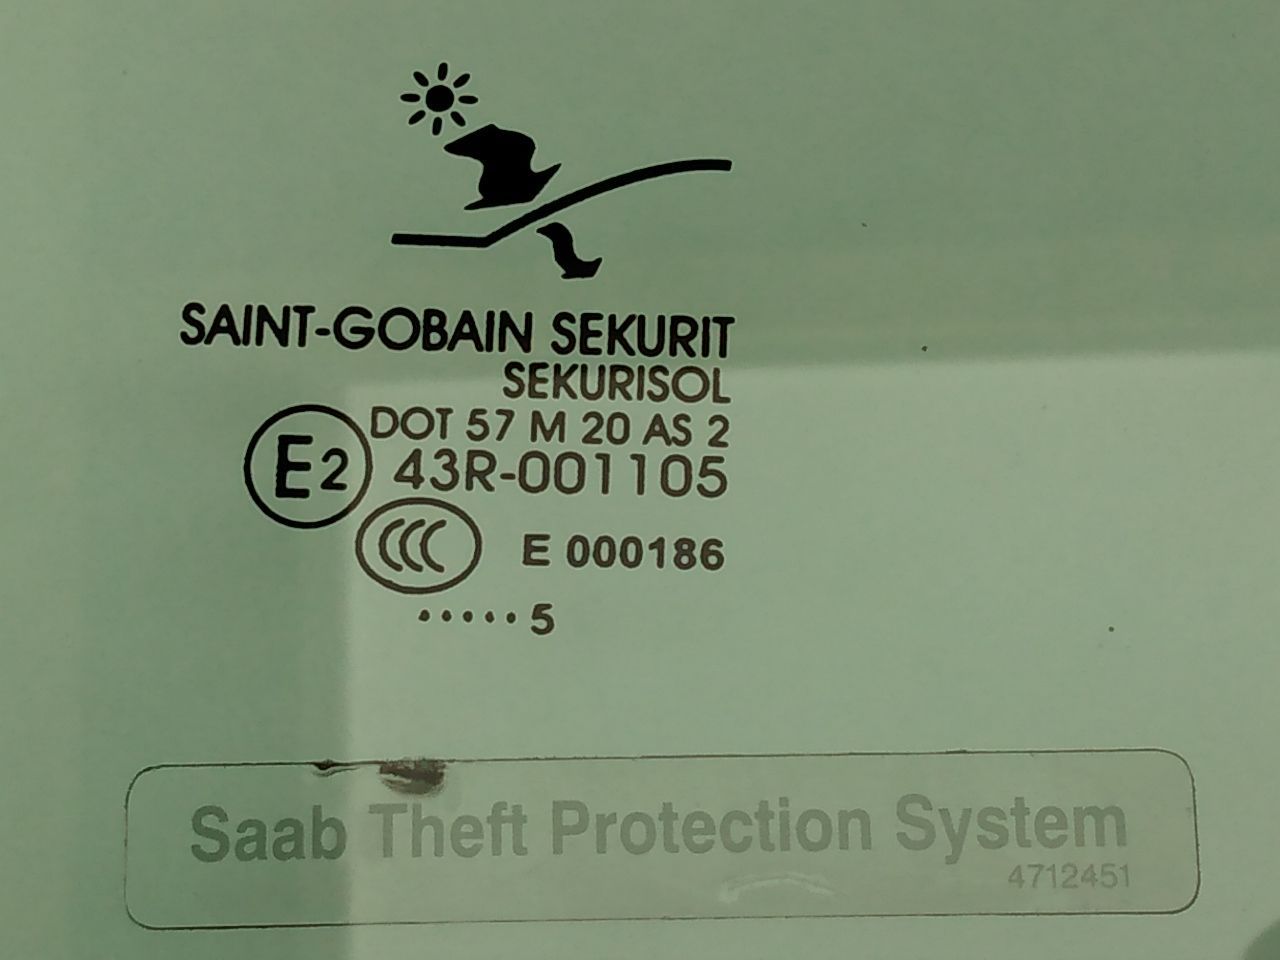 SAINT-GOBAIN SEKURIT
SEKURISOL
DOT 57 M 20 AS 2
E2 43R-001105
CCC E 000186
·····5
Saab Theft Protection System
4712451